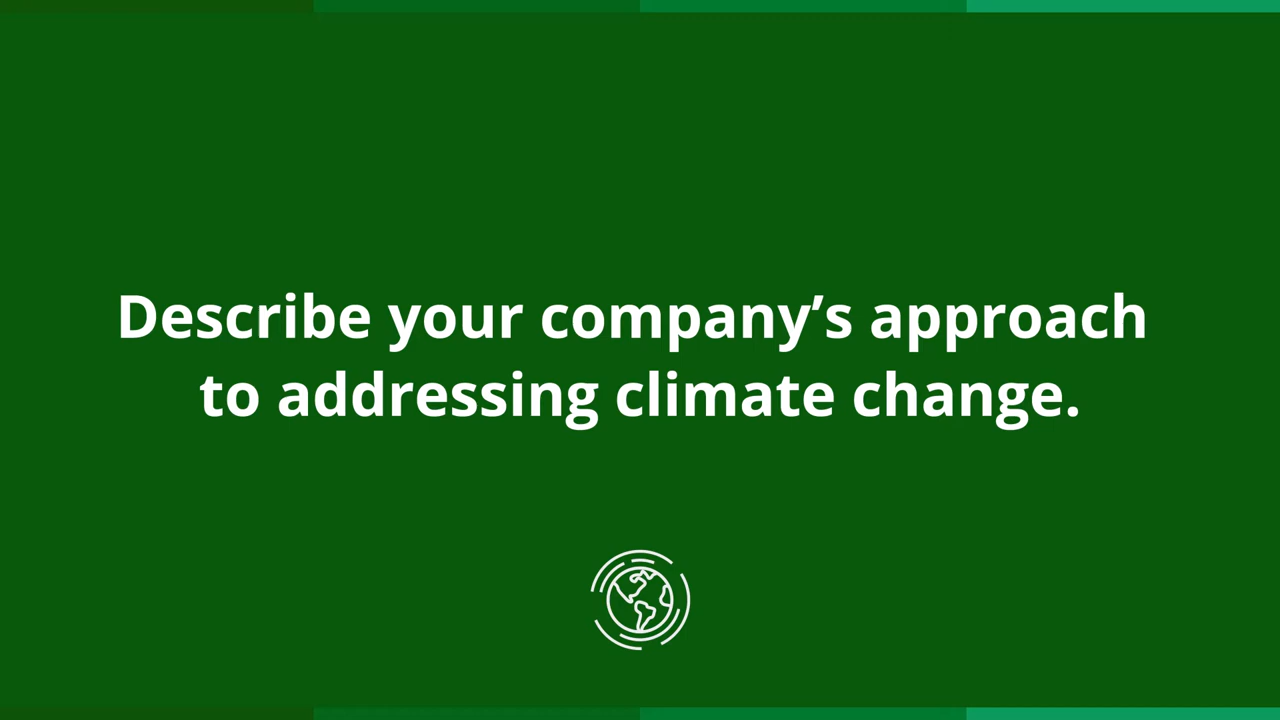 Describe your company’s approach
to addressing climate change.